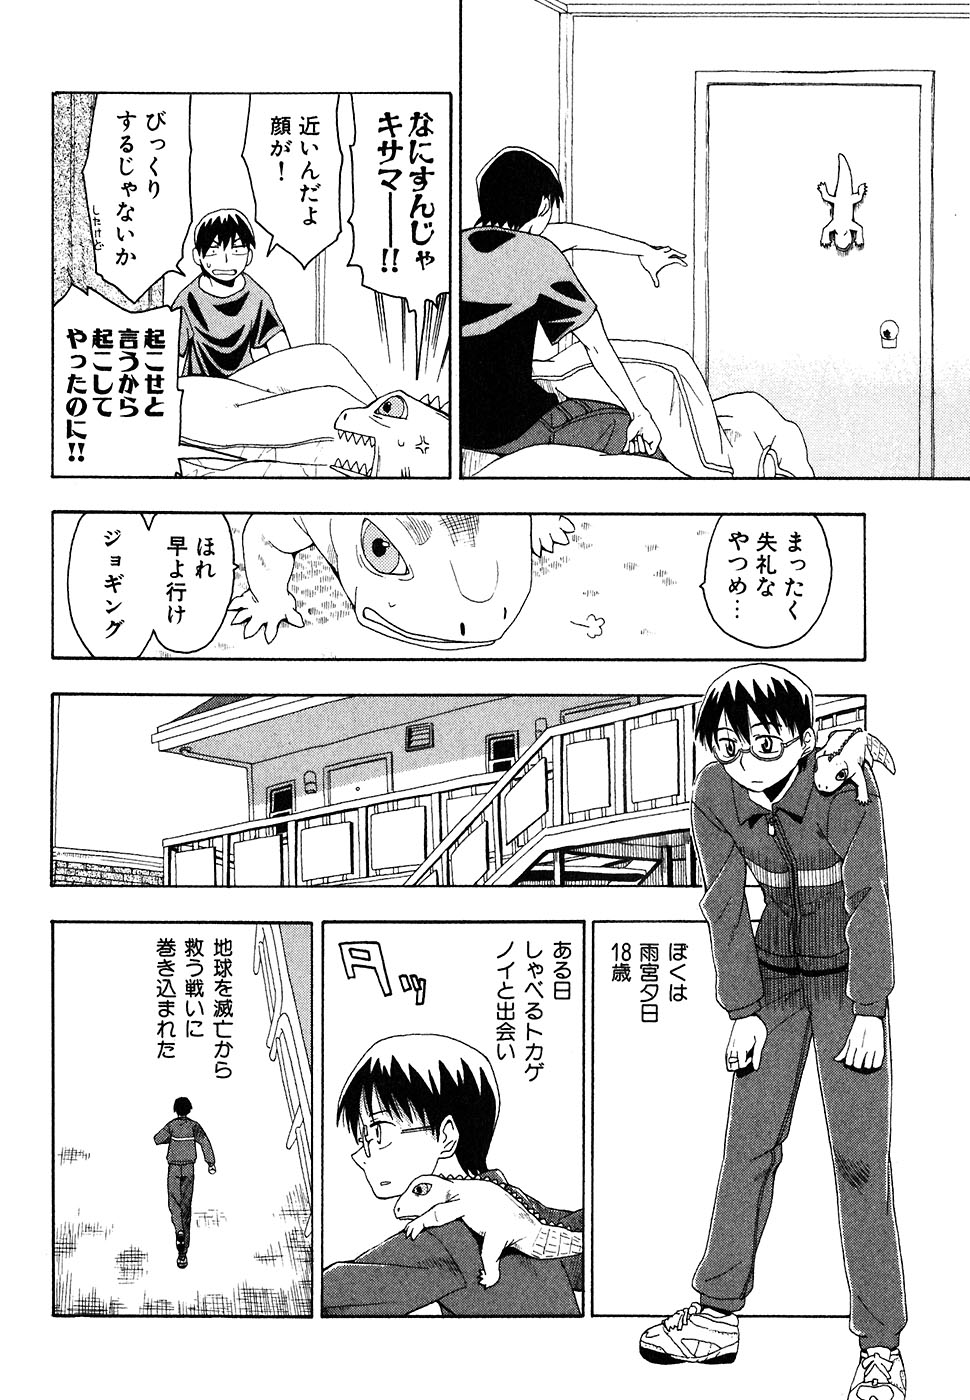 なにすんじゃ
キサマ――!!
近いんだよ
顔が!
びっくり
するじゃないか
したけど
起こせと
言うから
起こして
やったのに!!
まったく
失礼な
やつめ…
ほれ
早よ行け
ジョギング
ぼくは
雨宮夕日
18歳
ある日
しゃべるトカゲ
ノイと出会い
地球を滅亡から
救う戦いに
巻き込まれた